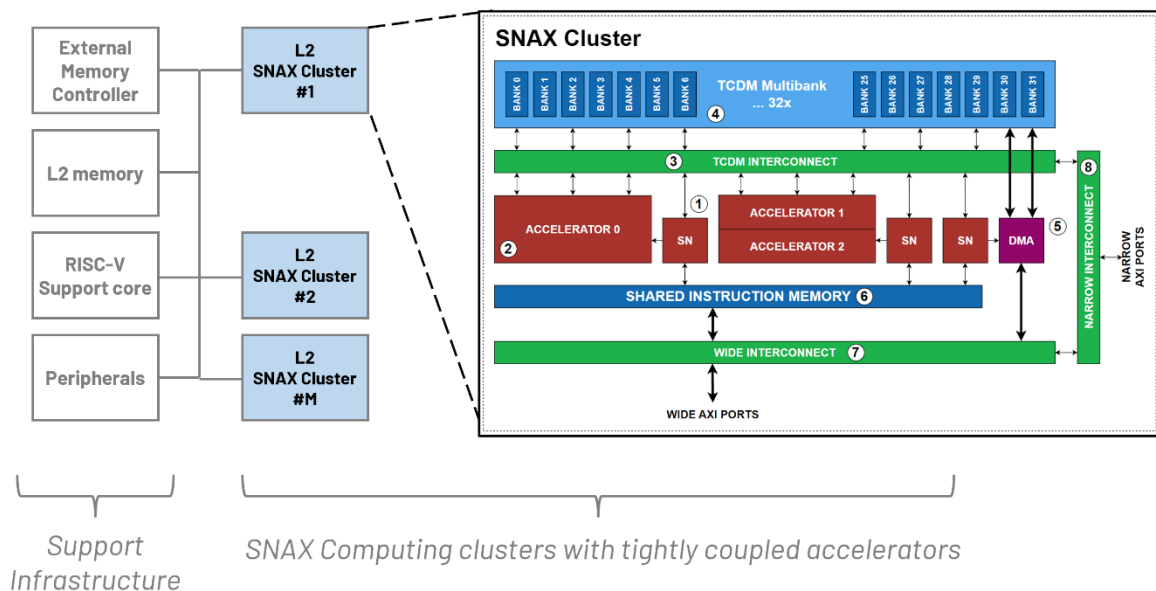 External
Memory
Controller
L2 memory
RISC-V
Support core
Peripherals
L2
SNAX Cluster
#1
L2
SNAX Cluster
#2
L2
SNAX Cluster
#M
Support
Infrastructure
SNAX Computing clusters with tightly coupled accelerators
SNAX Cluster
BANK 0
BANK 1
BANK 2
BANK 3
BANK 4
BANK 5
BANK 6
TCDM Multibank
... 32x
4
BANK 25
BANK 26
BANK 27
BANK 28
BANK 29
BANK 30
BANK 31
3 TCDM INTERCONNECT
8
NARROW INTERCONNECT
NARROW
AXI PORTS
1
ACCELERATOR 0
2
SN
ACCELERATOR 1
ACCELERATOR 2
SN
SN
DMA
5
SHARED INSTRUCTION MEMORY 6
WIDE INTERCONNECT 7
WIDE AXI PORTS